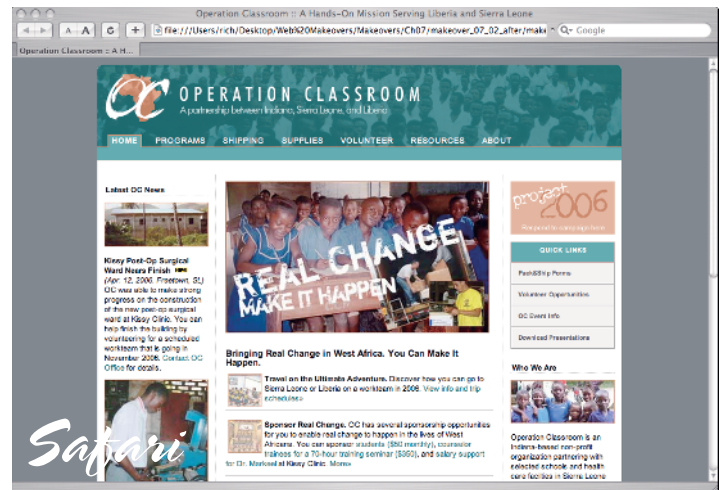 Operation Classroom :: A Hands-On Mission Serving Liberia and Sierra Leone
A A C + file:///Users/rich/Desktop/Web%20Makeovers/Makeovers/Ch07/makeover_07_02_after/make Q- Google
Operation Classroom :: A H...
OC OPERATION CLASSROOM
A partnership between Indiana, Sierra Leone, and Liberia
HOME PROGRAMS SHIPPING SUPPLIES VOLUNTEER RESOURCES ABOUT
Latest OC News
Kissy Post-Op Surgical
Ward Nears Finish
(Apr. 12, 2006, Freetown, SL)
OC was able to make strong
progress on the construction
of the new post-op surgical
ward at Kissy Clinic. You can
help finish the building by
volunteering for a scheduled
workteam that is going in
November 2006. Contact OC
Office for details.
Safari
REAL CHANGE
MAKE IT HAPPEN
Bringing Real Change in West Africa. You Can Make It
Happen.
Travel on the Ultimate Adventure. Discover how you can go to
Sierra Leone or Liberia on a workteam in 2006. View info and trip
schedules»
Sponsor Real Change. OC has several sponsorship opportunities
for you to enable real change to happen in the lives of West
Africans. You can sponsor students ($50 monthly), counselor
trainees for a 70-hour training seminar ($350), and salary support
for Dr. at Kissy Clinic. More»
project
2006
Respond to campaign here
QUICK LINKS
Pack&Ship Forms
Volunteer Opportunities
OC Event Info
Download Presentations
Who We Are
Operation Classroom is an
Indiana-based non-profit
organization partnering with
selected schools and health
care facilities in Sierra Leone